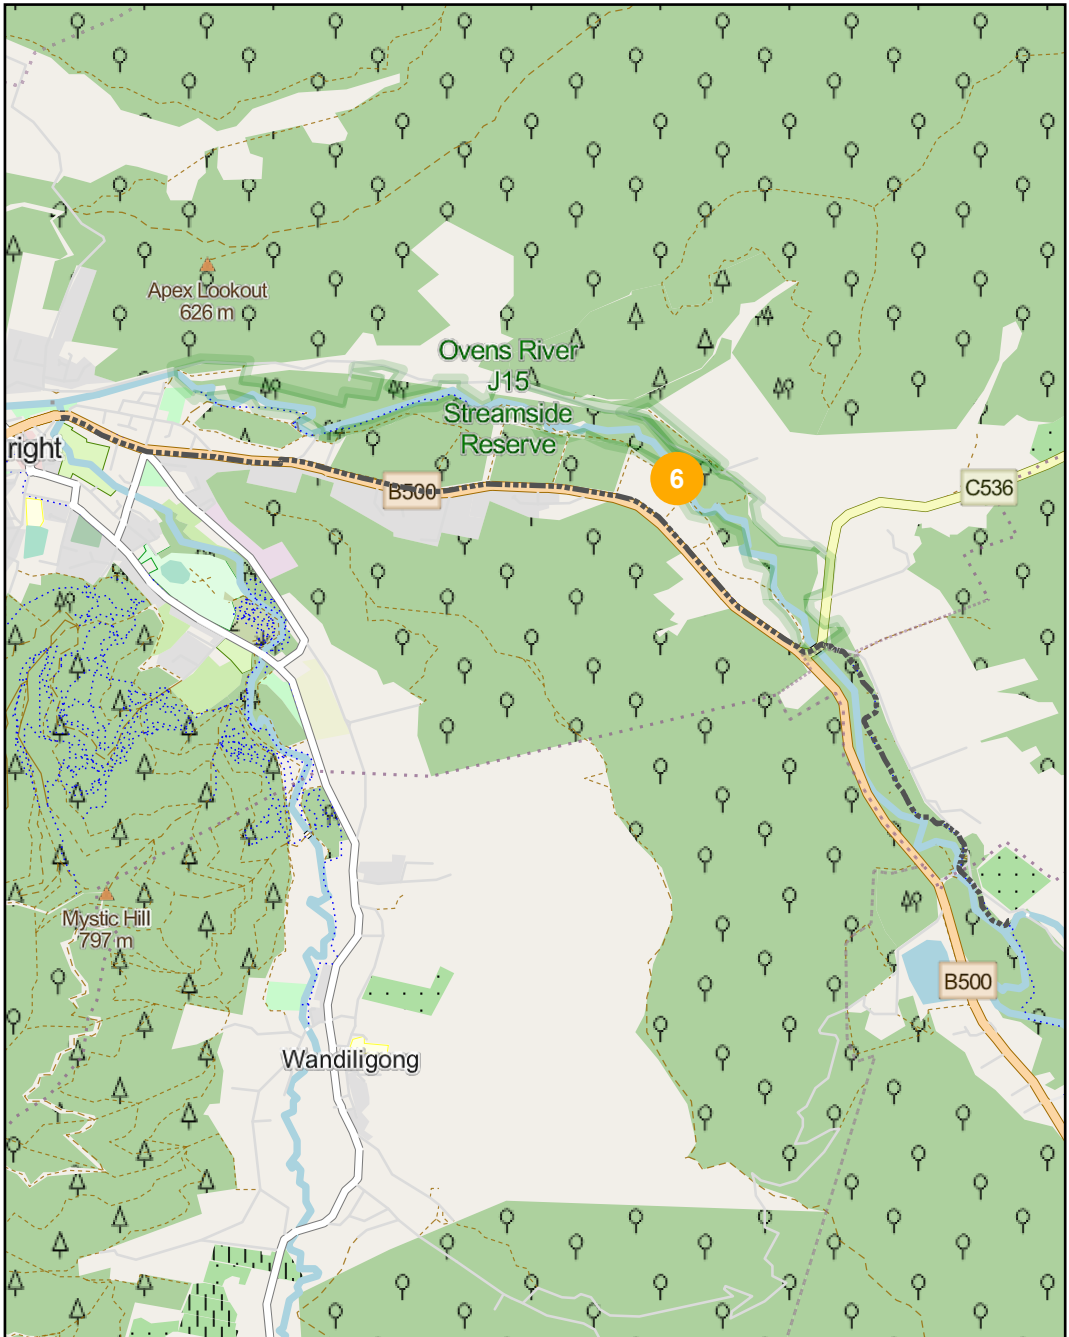 Apex Lookout
626 m
Ovens River
J15
Streamside
Reserve
right
6
B500
C536
Mystic Hill
797 m
B500
Wandiligong